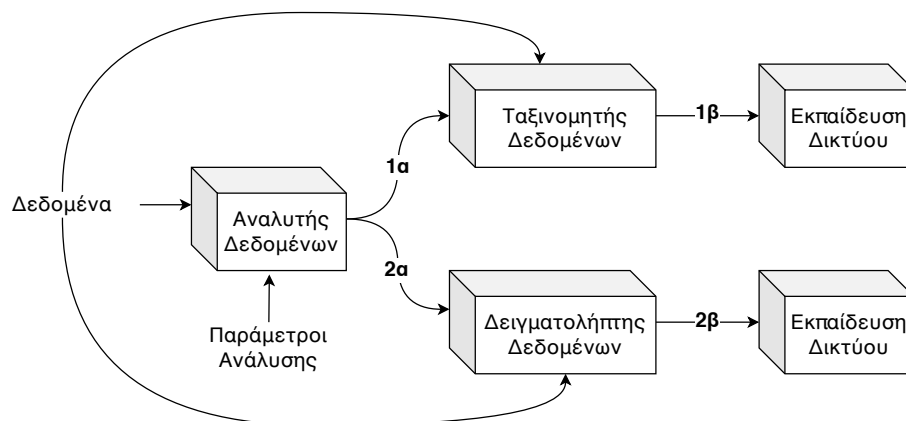 Ταξινομητής
Δεδομένων
1β
Εκπαίδευση
Δικτύου
1α
Δεδομένα
Αναλυτής
Δεδομένων
2α
Παράμετροι
Ανάλυσης
Δειγματολήπτης
Δεδομένων
2β
Εκπαίδευση
Δικτύου